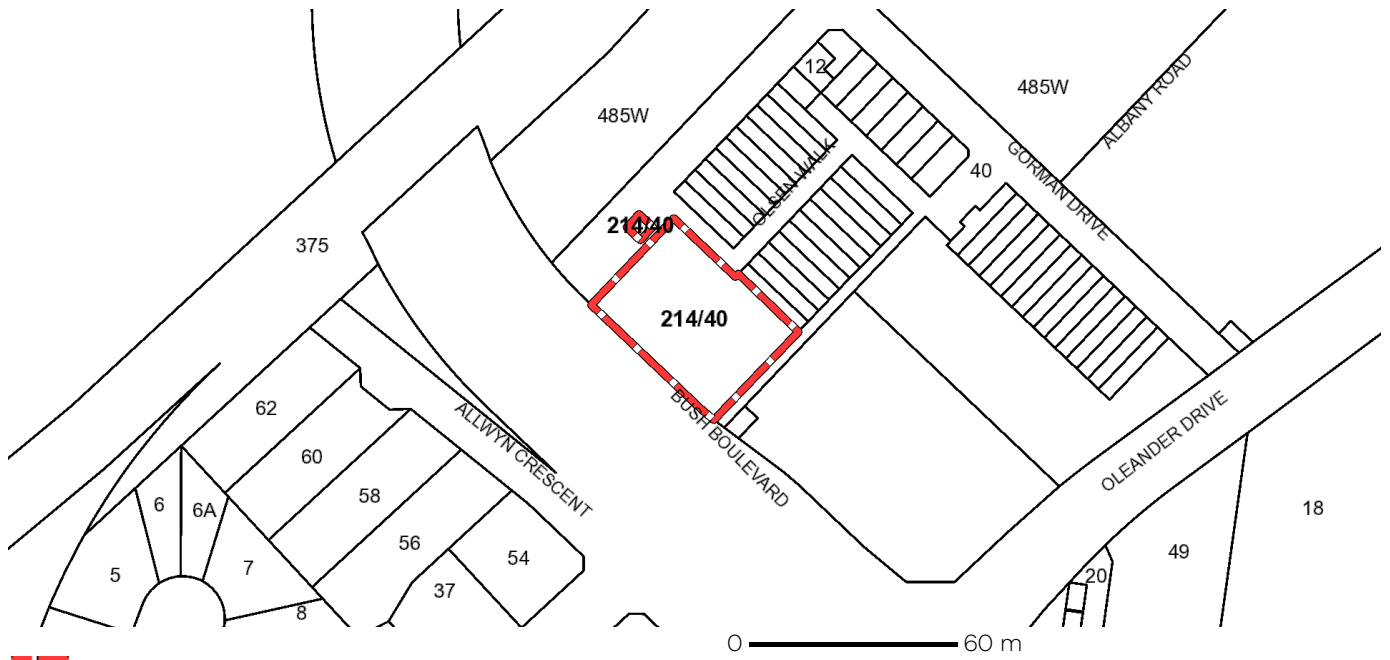 12
485W
485W
ALBANY ROAD
OLSEN WALK
40
GORMAN DRIVE
214/40
375
214/40
BUSH BOULEVARD
62
ALLWYN CRESCENT
OLEANDER DRIVE
60
58
6
6A
18
56
54
49
5
7
37
20
8
0 60 m